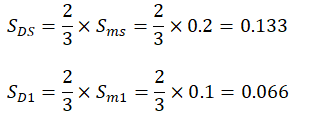 S_DS = 2/3 × S_ms = 2/3 × 0.2 = 0.133
S_D1 = 2/3 × S_m1 = 2/3 × 0.1 = 0.066